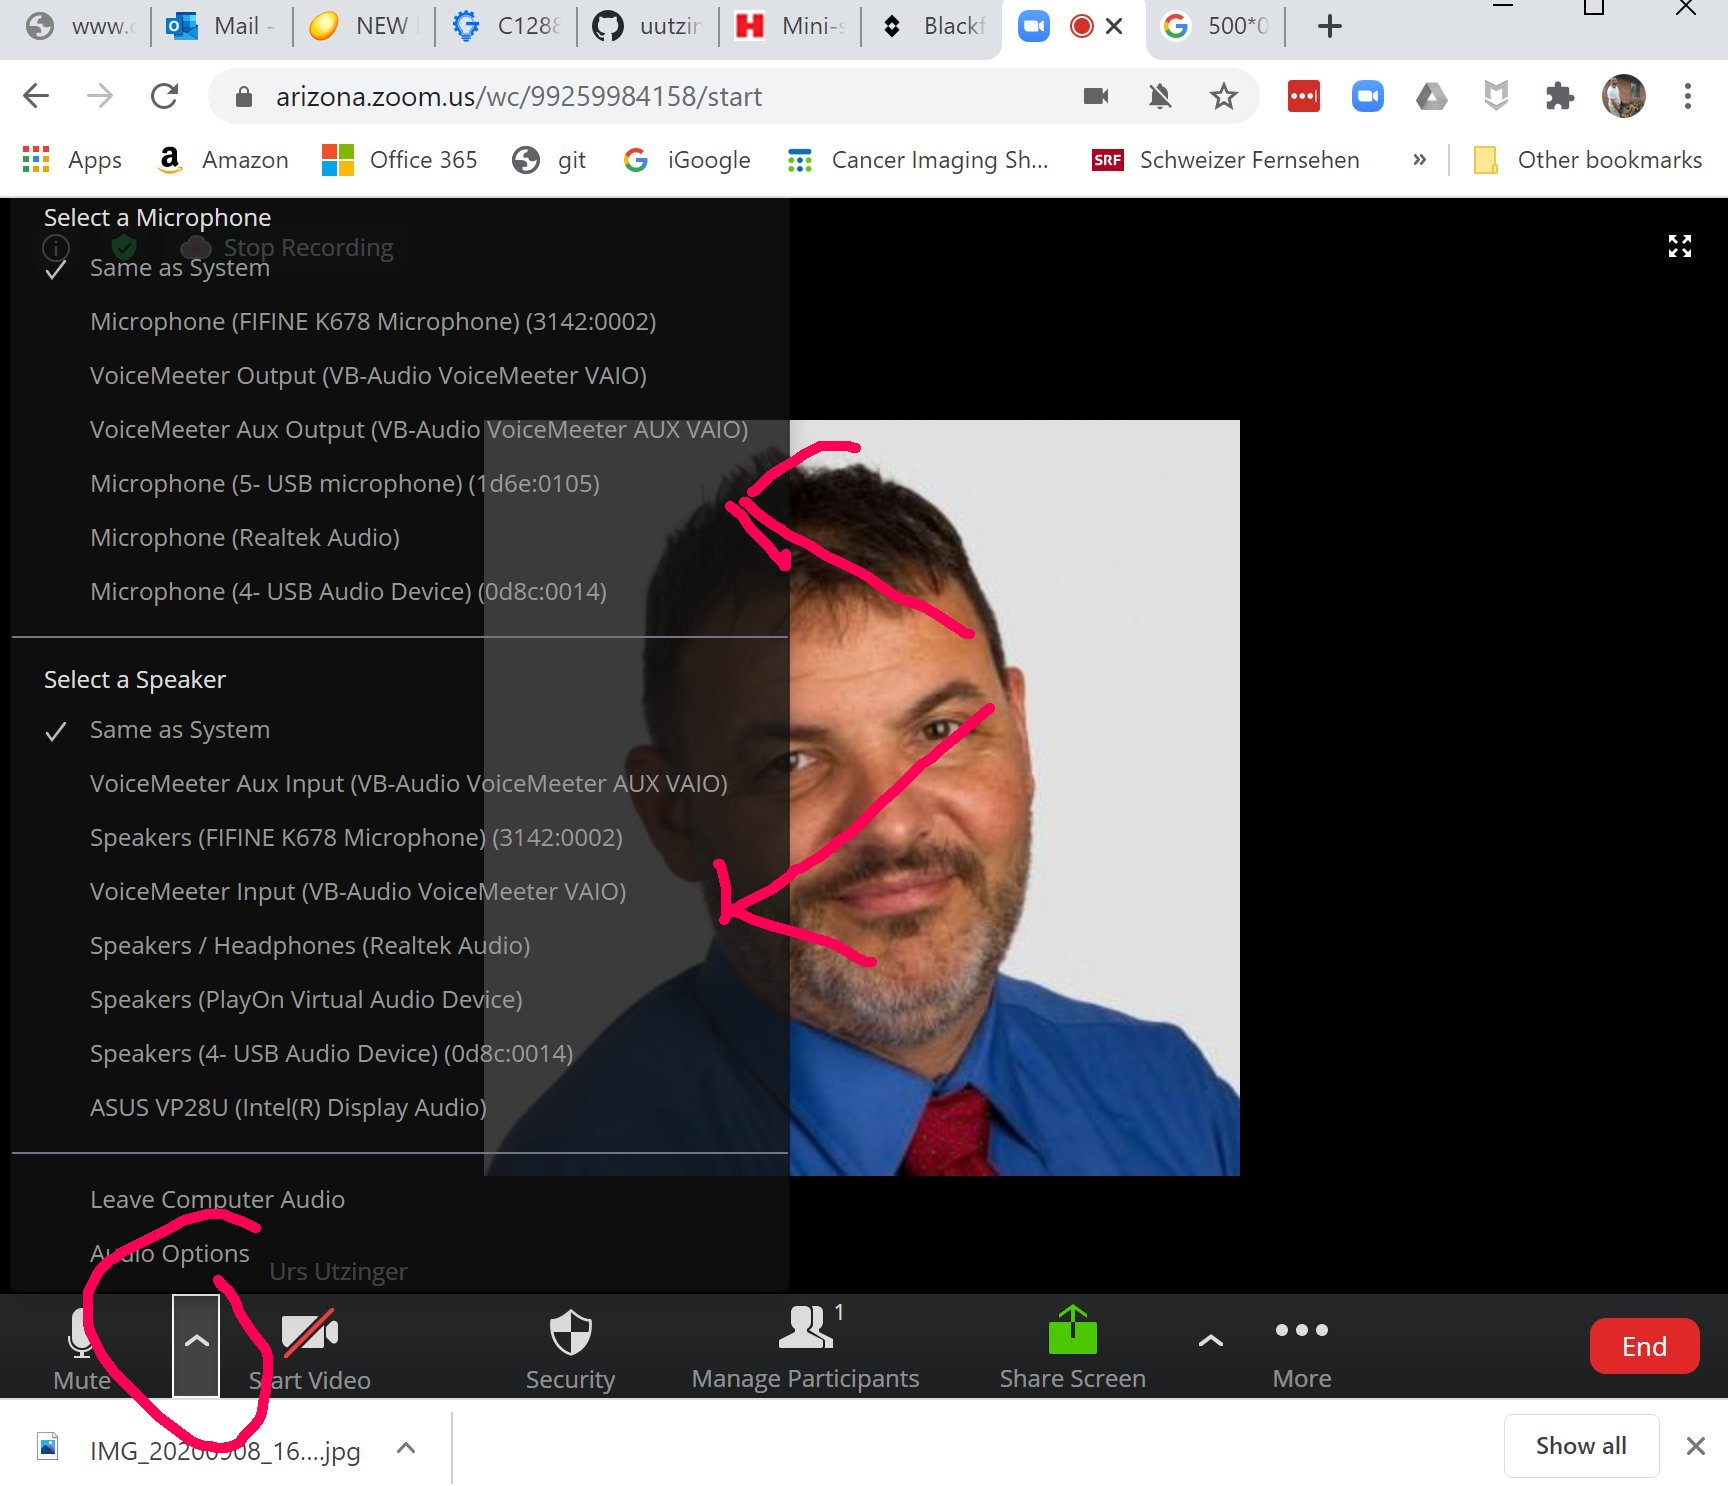 www.
Mail -
NEW
C1288
uutzin
Mini-s
Blackf
500*0
arizona.zoom.us/wc/99259984158/start
Apps
Amazon
Office 365
git
iGoogle
Cancer Imaging Sh...
SRF
Schweizer Fernsehen
»
Other bookmarks
Select a Microphone
Stop Recording
Same as System
Microphone (FIFINE K678 Microphone) (3142:0002)
VoiceMeeter Output (VB-Audio VoiceMeeter VAIO)
VoiceMeeter Aux Output (VB-Audio VoiceMeeter AUX VAIO)
Microphone (5- USB microphone) (1d6e:0105)
Microphone (Realtek Audio)
Microphone (4- USB Audio Device) (0d8c:0014)
Select a Speaker
Same as System
VoiceMeeter Aux Input (VB-Audio VoiceMeeter AUX VAIO)
Speakers (FIFINE K678 Microphone) (3142:0002)
VoiceMeeter Input (VB-Audio VoiceMeeter VAIO)
Speakers / Headphones (Realtek Audio)
Speakers (PlayOn Virtual Audio Device)
Speakers (4- USB Audio Device) (0d8c:0014)
ASUS VP28U (Intel(R) Display Audio)
Leave Computer Audio
Audio Options
Urs Utzinger
Mute
Start Video
Security
1
Manage Participants
Share Screen
More
End
IMG_20200908_16....jpg
Show all